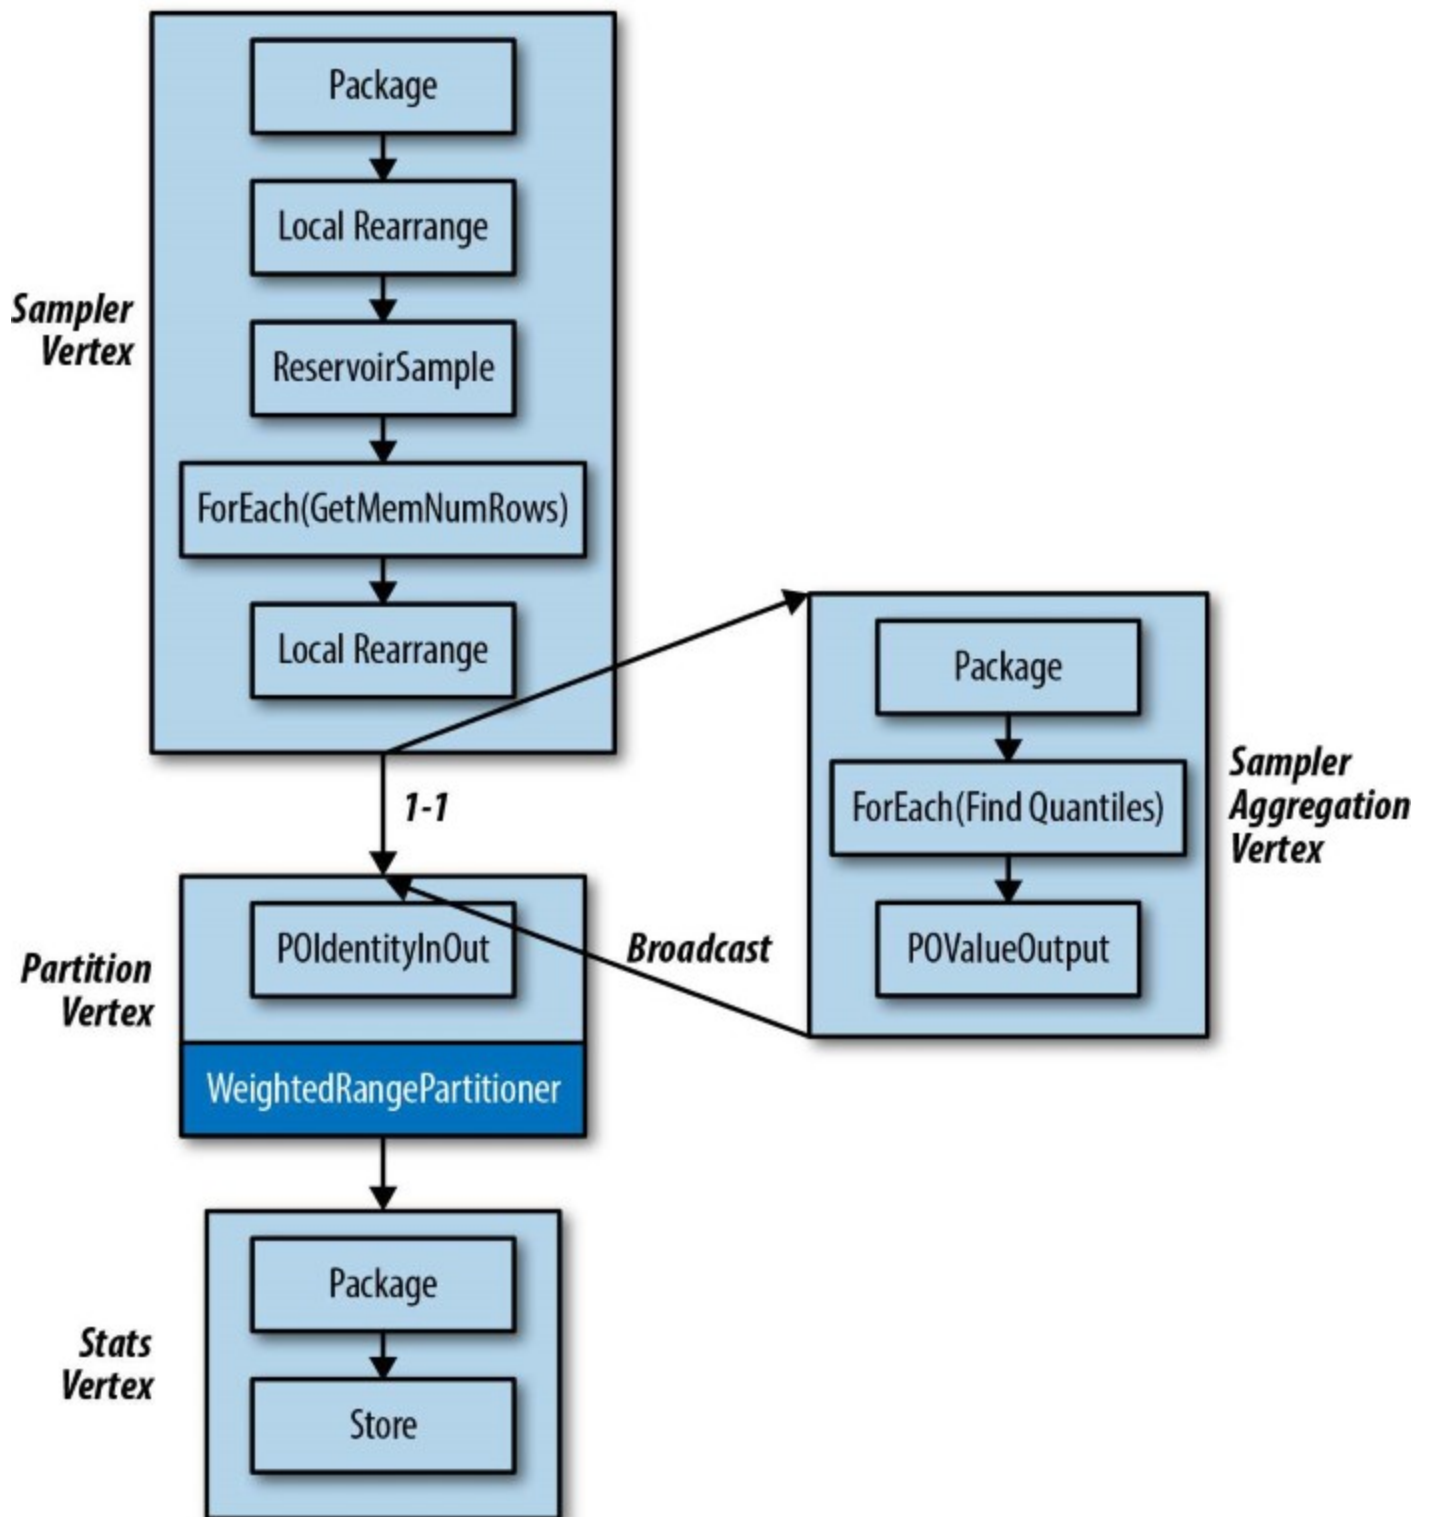 Package
Local Rearrange
Sampler
Vertex
ReservoirSample
ForEach(GetMemNumRows)
Local Rearrange
Package
1-1
ForEach(Find Quantiles)
Sampler
Aggregation
Vertex
POIdentityInOut
Broadcast
POValueOutput
Partition
Vertex
WeightedRangePartitioner
Package
Stats
Vertex
Store